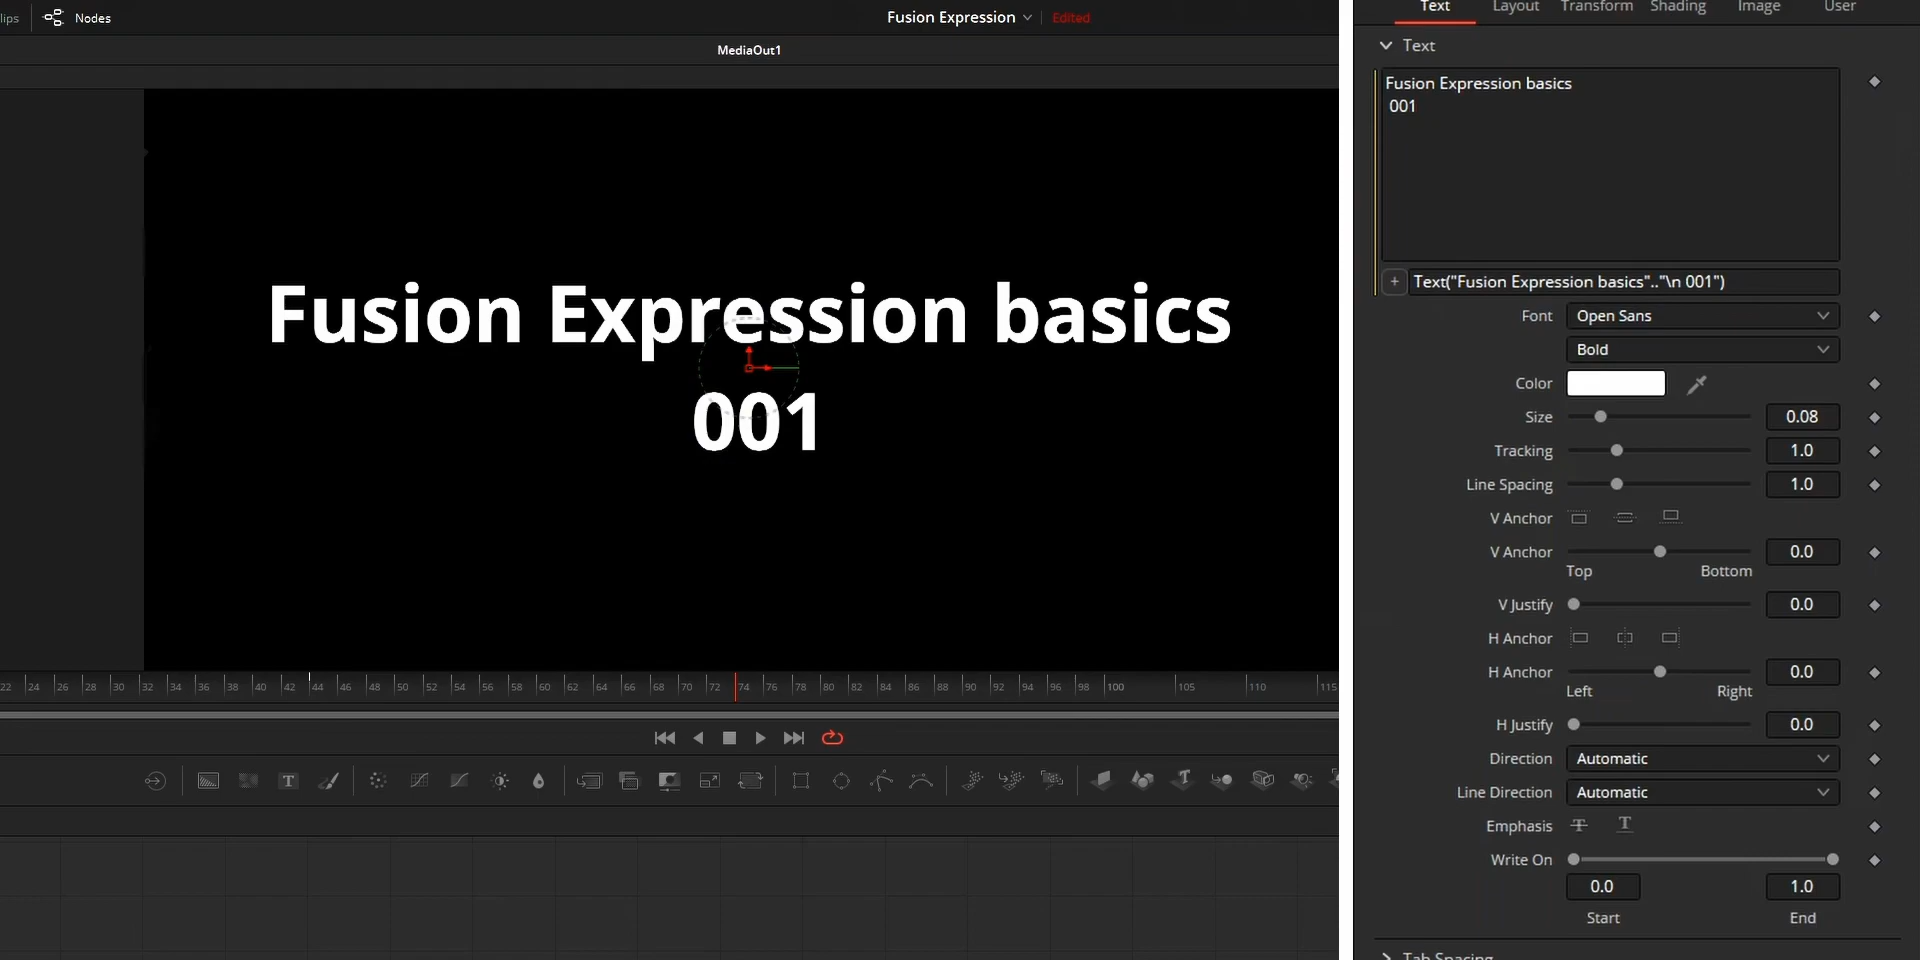 lips
Nodes
Fusion Expression
Edited
MediaOut1
Fusion Expression basics
001
22 24 26 28 30 32 34 36 38 40 42 44 46 48 50 52 54 56 58 60 62 64 66 68 70 72 74 76 78 80 82 84 86 88 90 92 94 96 98 100 105 110 115
Text Layout Transform Shading Image User
Text
Fusion Expression basics
001
+ Text("Fusion Expression basics".."\n 001")
Font Open Sans
Bold
Color
Size 0.08
Tracking 1.0
Line Spacing 1.0
V Anchor
V Anchor 0.0
Top Bottom
V Justify 0.0
H Anchor
H Anchor 0.0
Left Right
H Justify 0.0
Direction Automatic
Line Direction Automatic
Emphasis T T
Write On
0.0 1.0
Start End
Tab Spacing